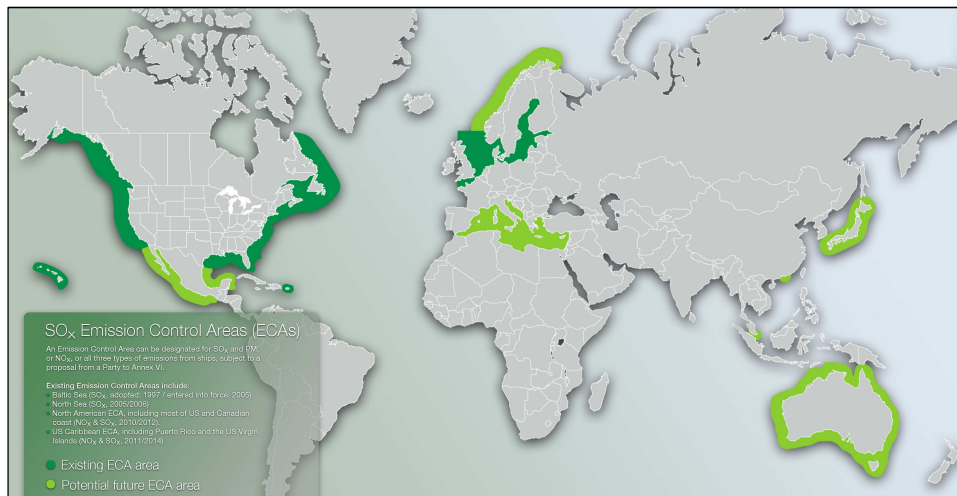 SOx Emission Control Areas (ECAs)
An Emission Control Area can be designated for SOx and PM,
or NOx, or all three types of emissions from ships, subject to a
proposal from a Party to Annex VI.
Existing Emission Control Areas include:
• Baltic Sea (SOx, adopted: 1997 / entered into force: 2005)
• North Sea (SOx, 2005/2006)
• North American ECA, including most of US and Canadian
coast (NOx & SOx, 2010/2012).
• US Caribbean ECA, including Puerto Rico and the US Virgin
Islands (NOx & SOx, 2011/2014)
Existing ECA area
Potential future ECA area